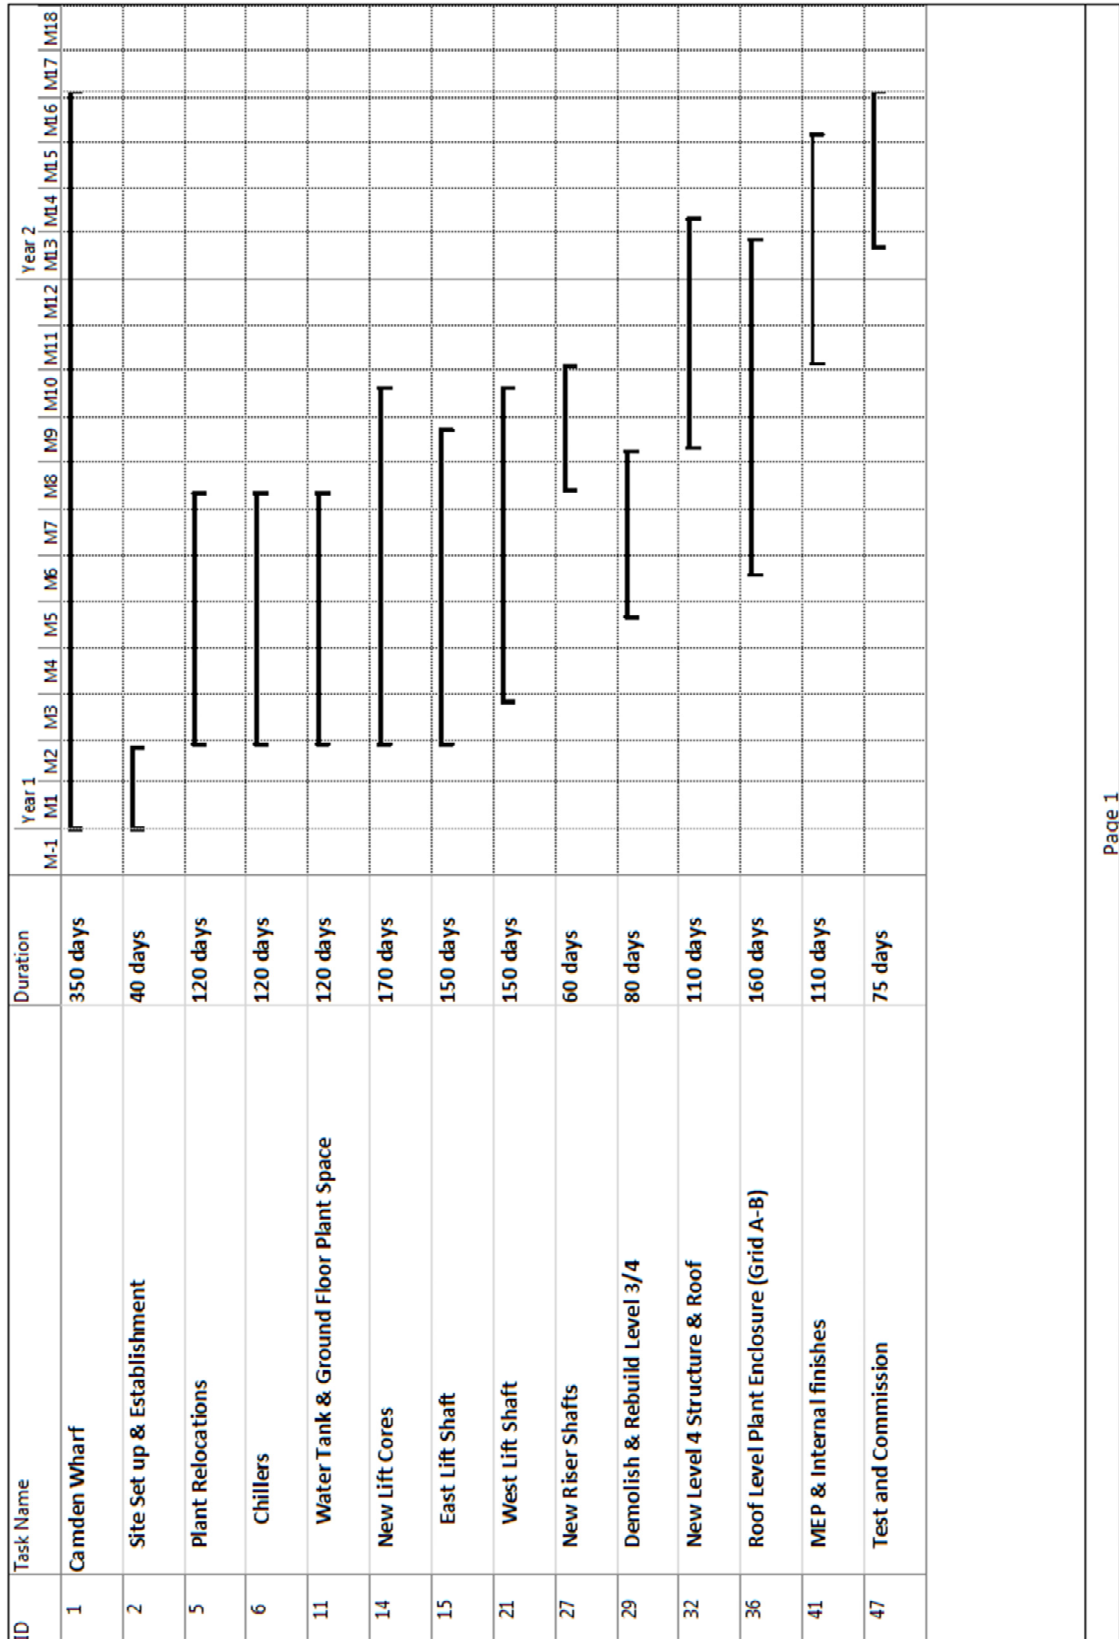 ID Task Name Duration Year 1 Year 2
M-1 M1 M2 M3 M4 M5 M6 M7 M8 M9 M10 M11 M12 M13 M14 M15 M16 M17 M18
1 Camden Wharf 350 days
2 Site Set up & Establishment 40 days
5 Plant Relocations 120 days
6 Chillers 120 days
11 Water Tank & Ground Floor Plant Space 120 days
14 New Lift Cores 170 days
15 East Lift Shaft 150 days
21 West Lift Shaft 150 days
27 New Riser Shafts 60 days
29 Demolish & Rebuild Level 3/4 80 days
32 New Level 4 Structure & Roof 110 days
36 Roof Level Plant Enclosure (Grid A-B) 160 days
41 MEP & Internal finishes 110 days
47 Test and Commission 75 days
Page 1